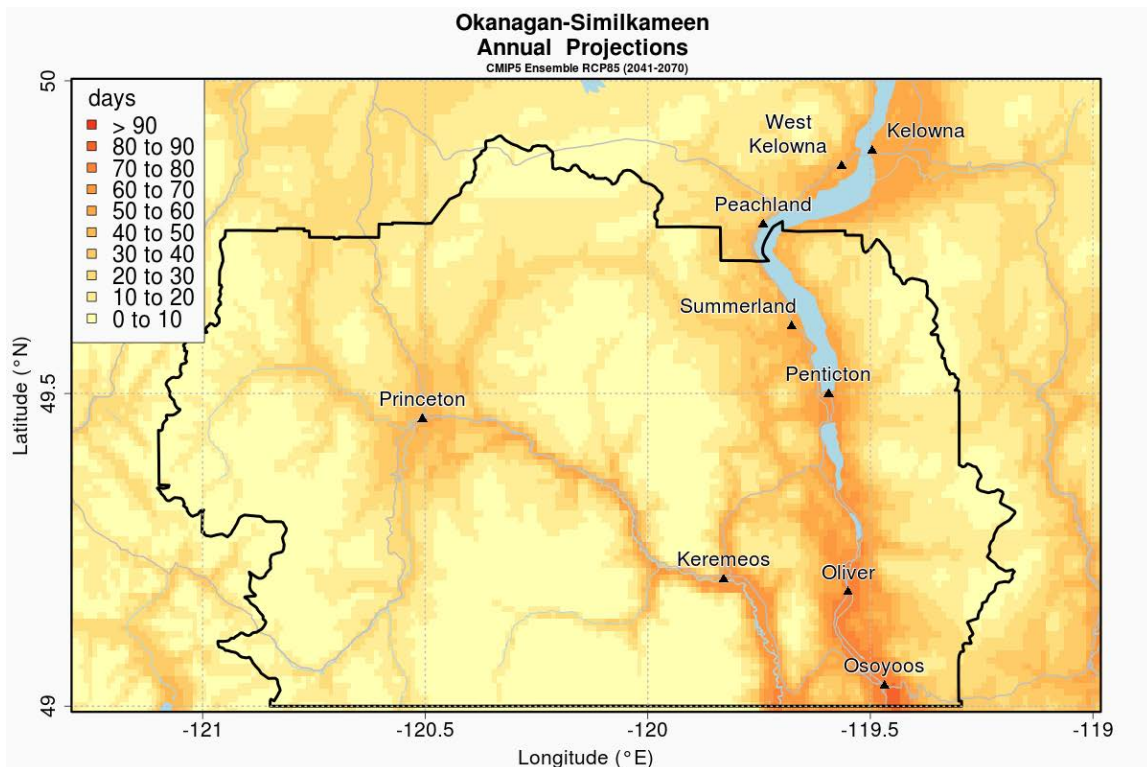 Okanagan-Similkameen
Annual Projections
CMIP5 Ensemble RCP85 (2041-2070)
days
> 90
80 to 90
70 to 80
60 to 70
50 to 60
40 to 50
30 to 40
20 to 30
10 to 20
0 to 10
West
Kelowna
Kelowna
Peachland
Summerland
Penticton
Princeton
Keremeos
Oliver
Osoyoos
50
49.5
49
Latitude (°N)
-121
-120.5
-120
-119.5
-119
Longitude (°E)